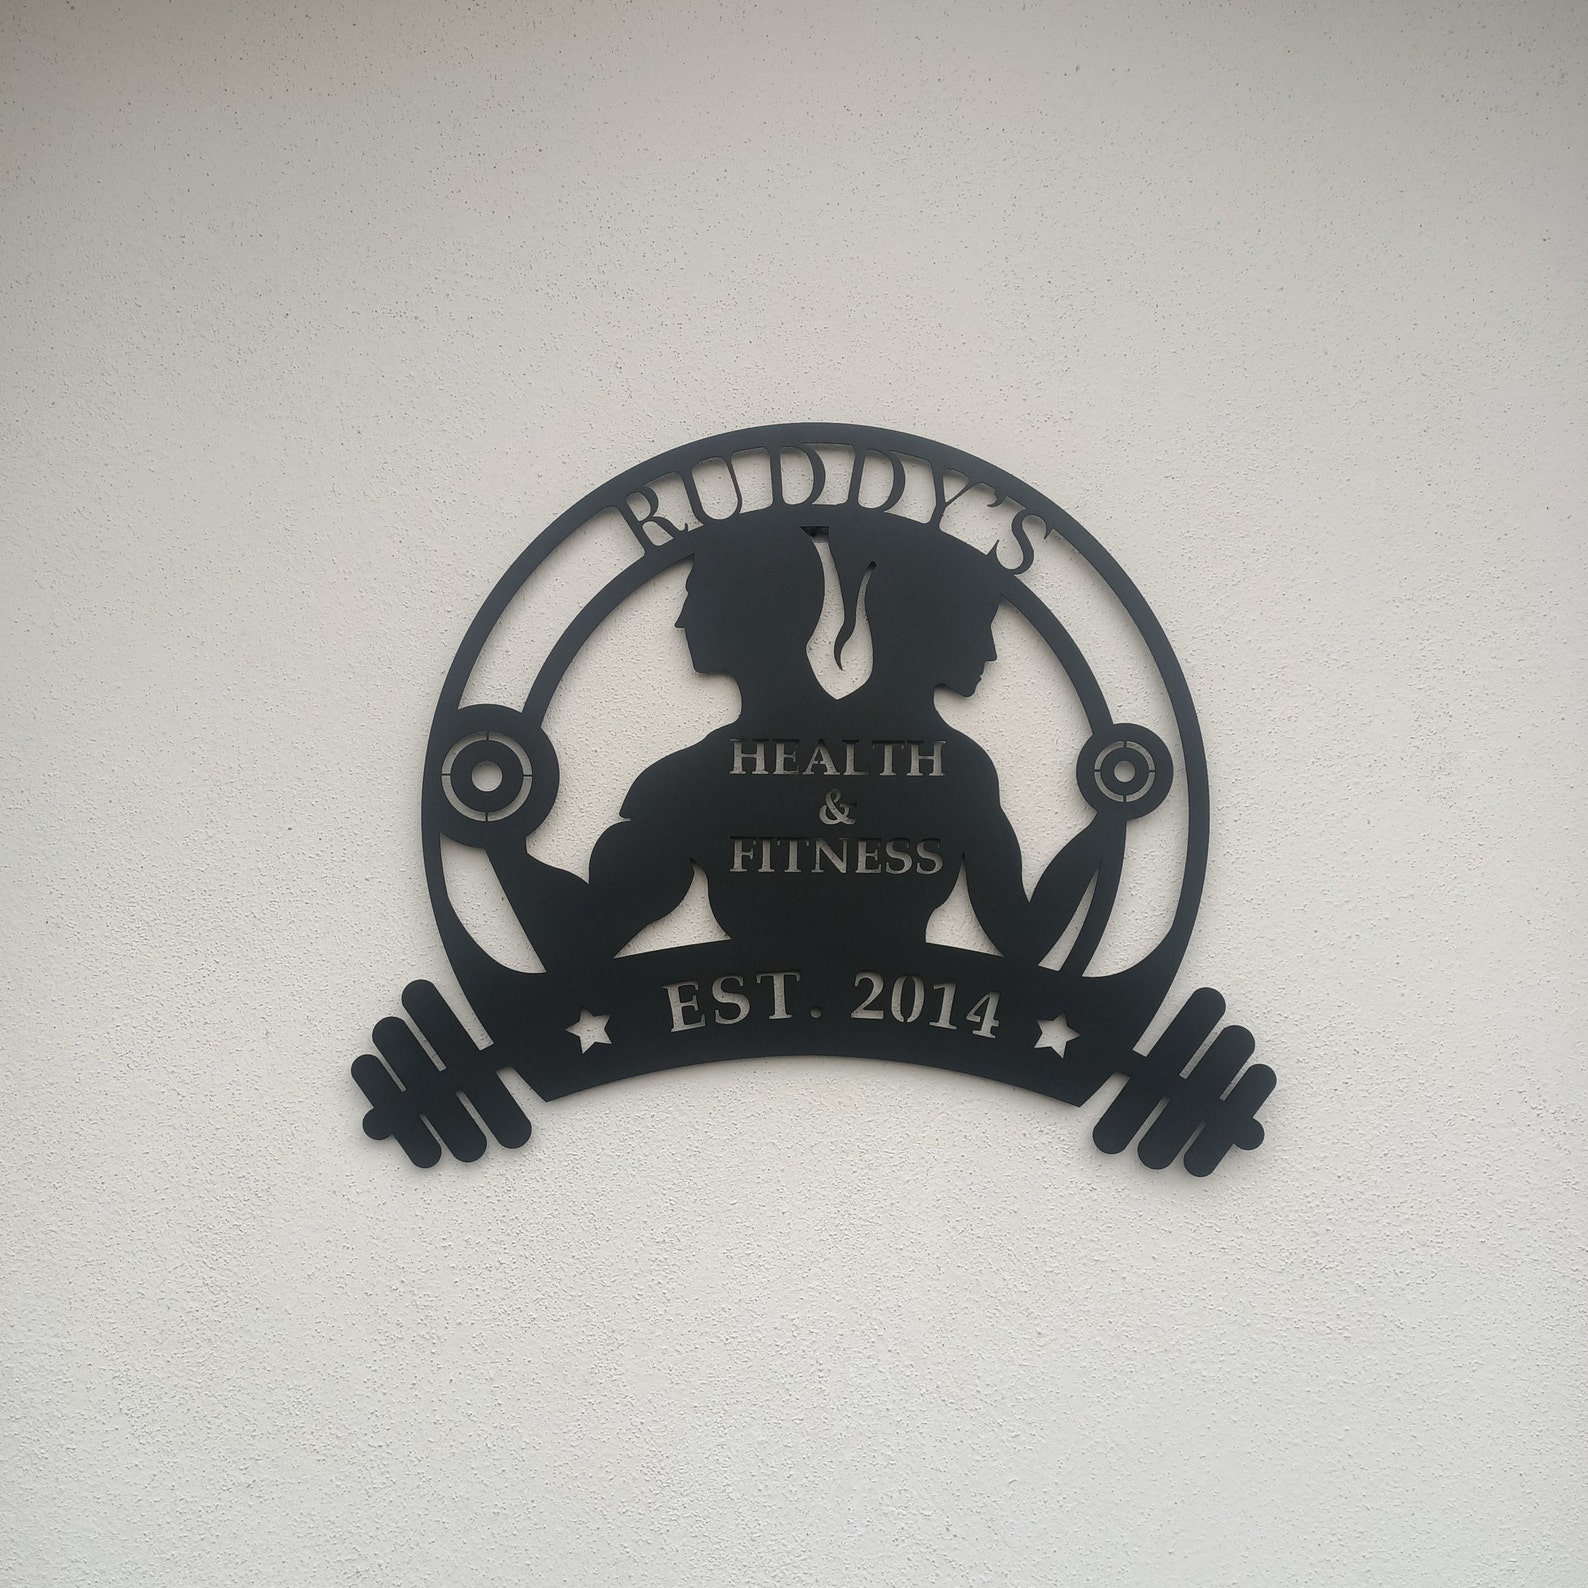 RUDDY'S
HEALTH
&
FITNESS
EST. 2014